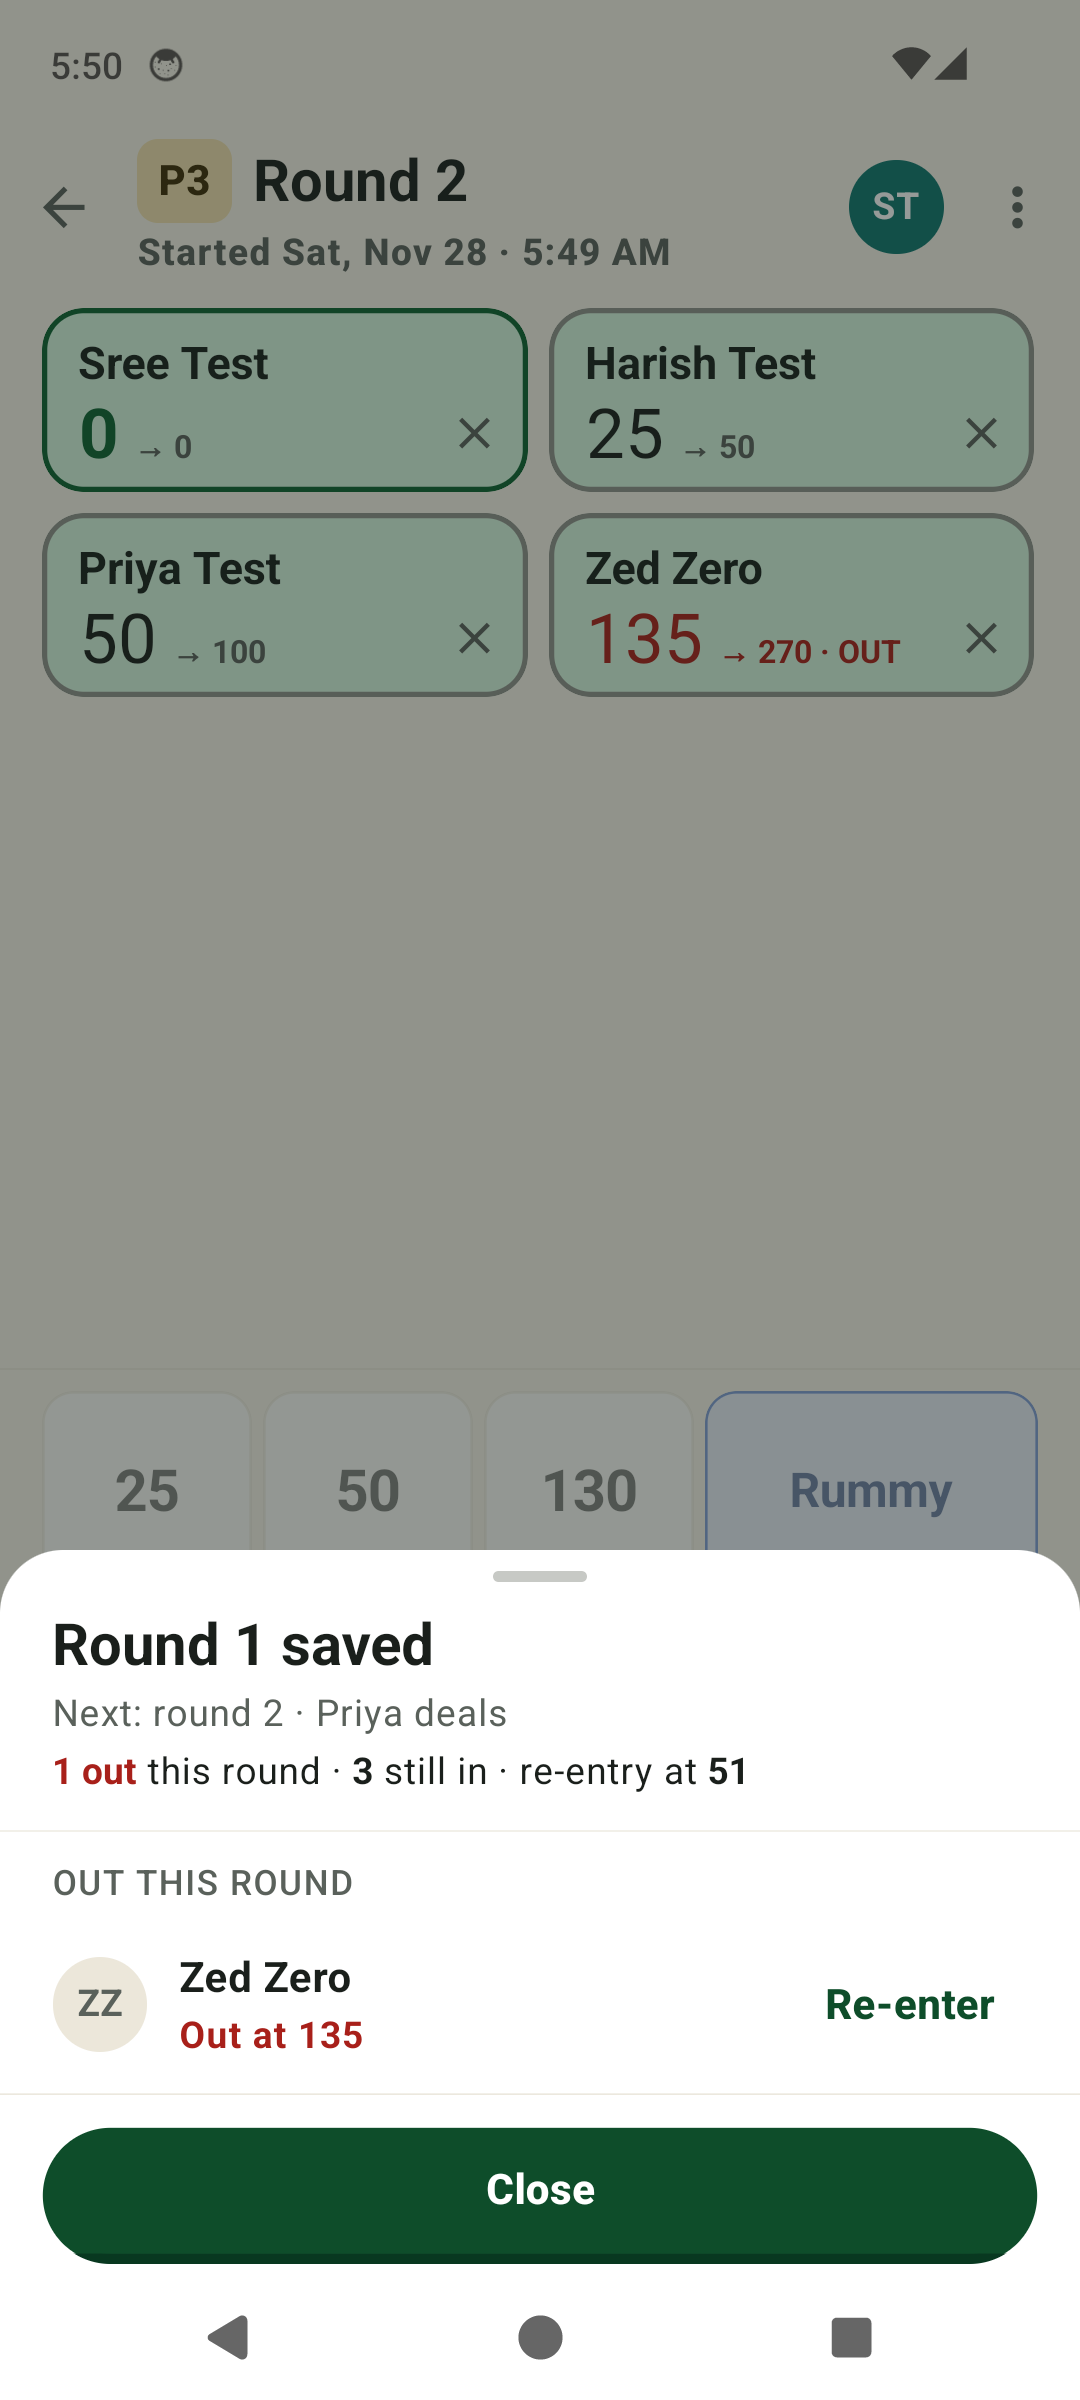 5:50
P3 Round 2
ST
Started Sat, Nov 28 · 5:49 AM
Sree Test
0 → 0
Harish Test
25 → 50
Priya Test
50 → 100
Zed Zero
135 → 270 · OUT
25
50
130
Rummy
Round 1 saved
Next: round 2 · Priya deals
1 out this round · 3 still in · re-entry at 51
OUT THIS ROUND
ZZ
Zed Zero
Out at 135
Re-enter
Close